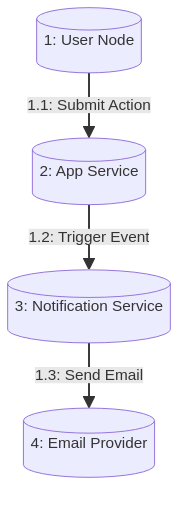 1: User Node
1.1: Submit Action
2: App Service
1.2: Trigger Event
3: Notification Service
1.3: Send Email
4: Email Provider